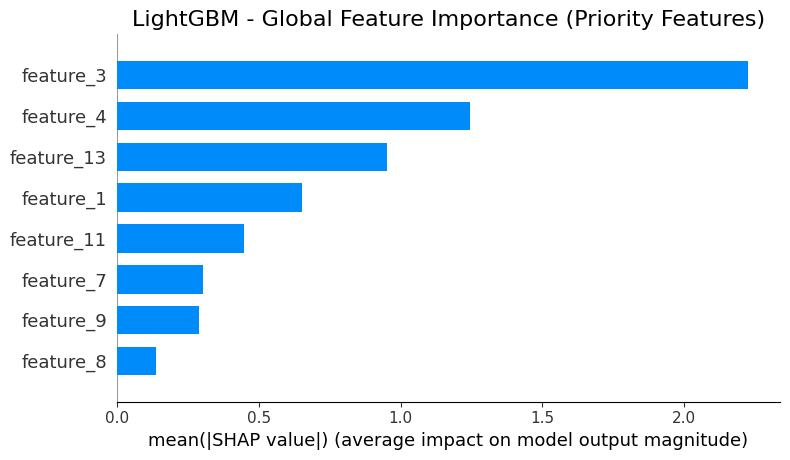 LightGBM - Global Feature Importance (Priority Features)
feature_3
feature_4
feature_13
feature_1
feature_11
feature_7
feature_9
feature_8
0.0 0.5 1.0 1.5 2.0
mean(|SHAP value|) (average impact on model output magnitude)